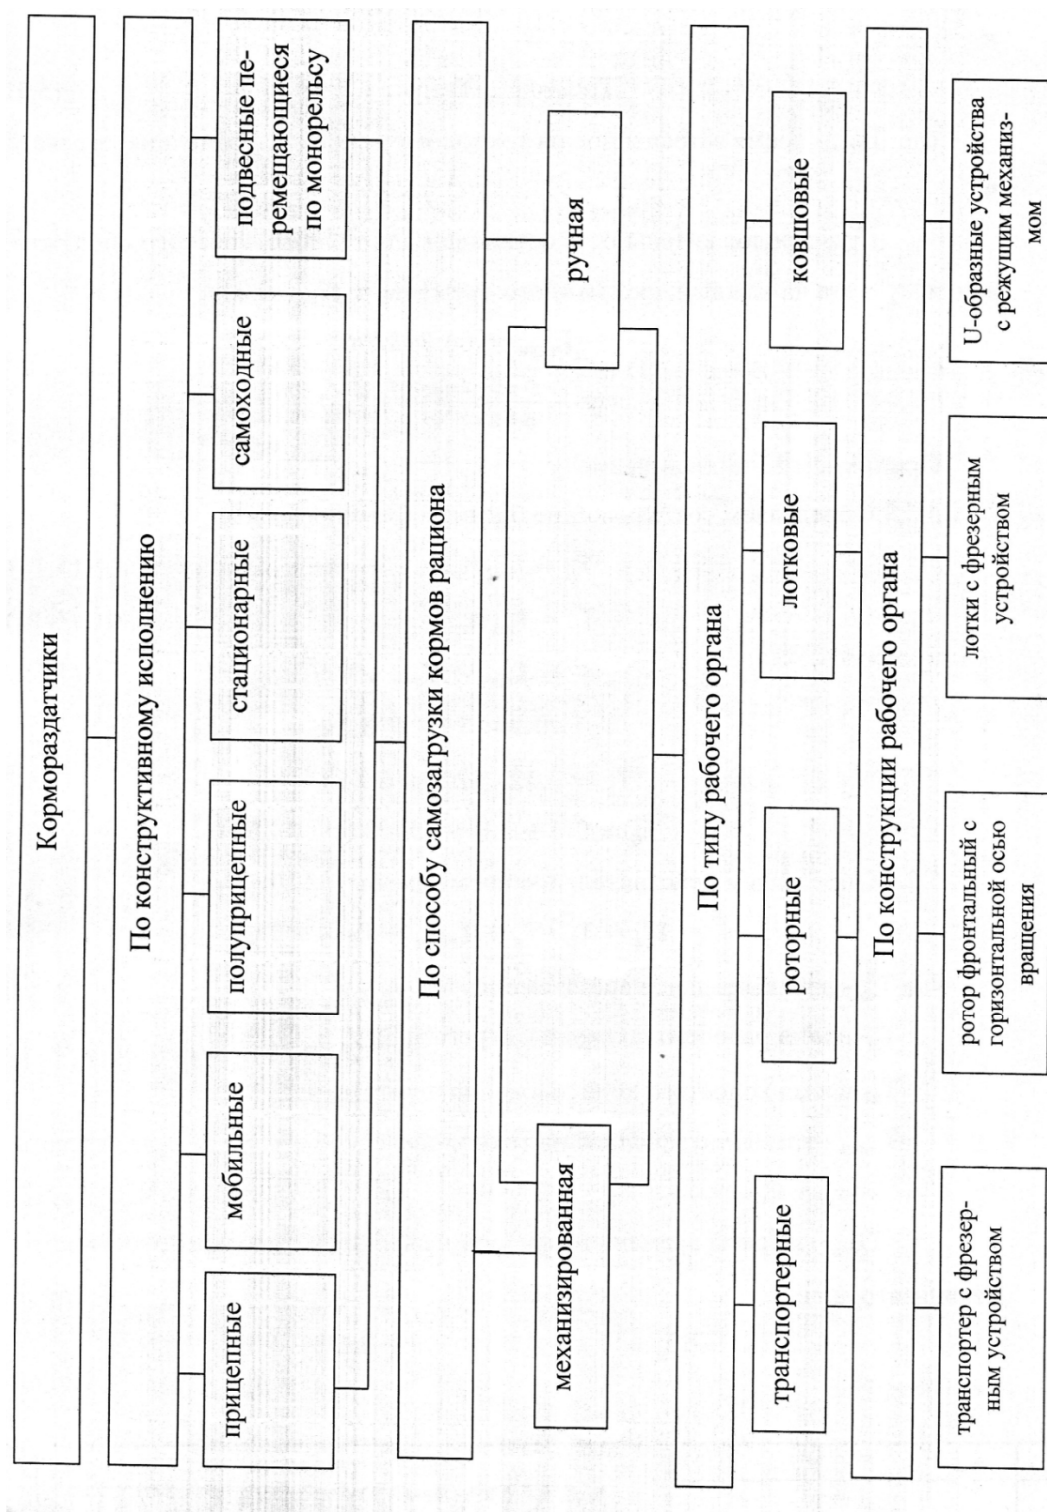 Кормораздатчики
По конструктивному исполнению
прицепные
мобильные
полуприцепные
стационарные
самоходные
подвесные пе-
ремещающиеся
по монорельсу
По способу самозагрузки кормов рациона
механизированная
ручная
По типу рабочего органа
транспортерные
роторные
лотковые
ковшовые
По конструкции рабочего органа
транспортер с фрезер-
ным устройством
ротор фронтальный с
горизонтальной осью
вращения
лотки с фрезерным
устройством
U-образные устройства
с режущим механиз-
мом